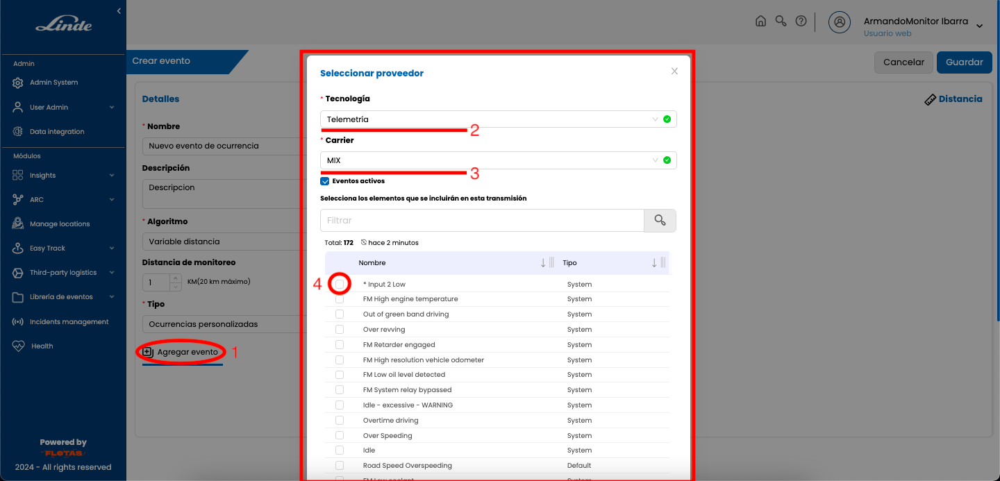 Linde
Admin
Admin System
User Admin
Data integration
Módulos
Insights
ARC
Manage locations
Easy Track
Third-party logistics
Librería de eventos
Incidents management
Health
Powered by
FLOTAS
2024 - All rights reserved
ArmandoMonitor Ibarra
Usuario web
Crear evento
Cancelar
Guardar
Detalles
Distancia
* Nombre
Nuevo evento de ocurrencia
Descripción
Descripcion
* Algoritmo
Variable distancia
Distancia de monitoreo
1 KM(20 km máximo)
* Tipo
Ocurrencias personalizadas
Agregar evento 1
Seleccionar proveedor
* Tecnología
Telemetría
2
* Carrier
MIX
3
Eventos activos
Selecciona los elementos que se incluirán en esta transmisión
Filtrar
Total: 172 hace 2 minutos
Nombre Tipo
4 * Input 2 Low System
FM High engine temperature System
Out of green band driving System
Over revving System
FM Retarder engaged System
FM High resolution vehicle odometer System
FM Low oil level detected System
FM System relay bypassed System
Idle - excessive - WARNING System
Overtime driving System
Over Speeding System
Idle System
Road Speed Overspeeding Default
FM Low coolant System